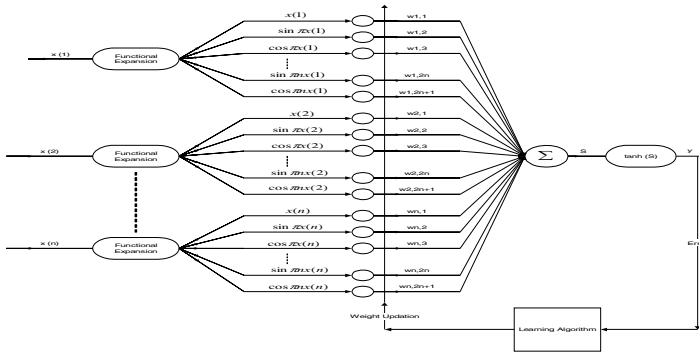 x(1)
w1,1
sin πx(1)
w1,2
cos πx(1)
w1,3
x (1)
Functional
Expansion
sin πnx(1)
w1,2n
cos πnx(1)
w1,2n+1
x(2)
w2,1
sin πx(2)
w2,2
cos πx(2)
w2,3
x (2)
Functional
Expansion
sin πnx(2)
w2,2n
cos πnx(2)
w2,2n+1
Σ
S
tanh (S)
y
x(n)
wn,1
sin πx(n)
wn,2
cos πx(n)
wn,3
x (n)
Functional
Expansion
sin πnx(n)
wn,2n
cos πnx(n)
wn,2n+1
Weight Updation
Learning Algorithm